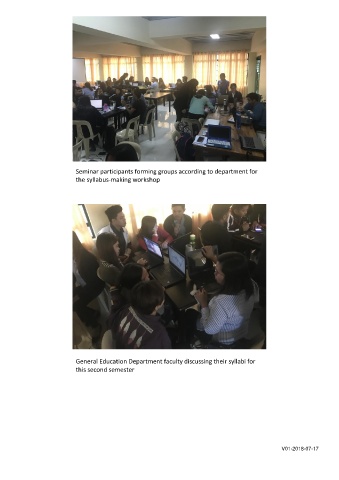 Seminar participants forming groups according to department for
the syllabus-making workshop
General Education Department faculty discussing their syllabi for
this second semester
V01-2018-07-17